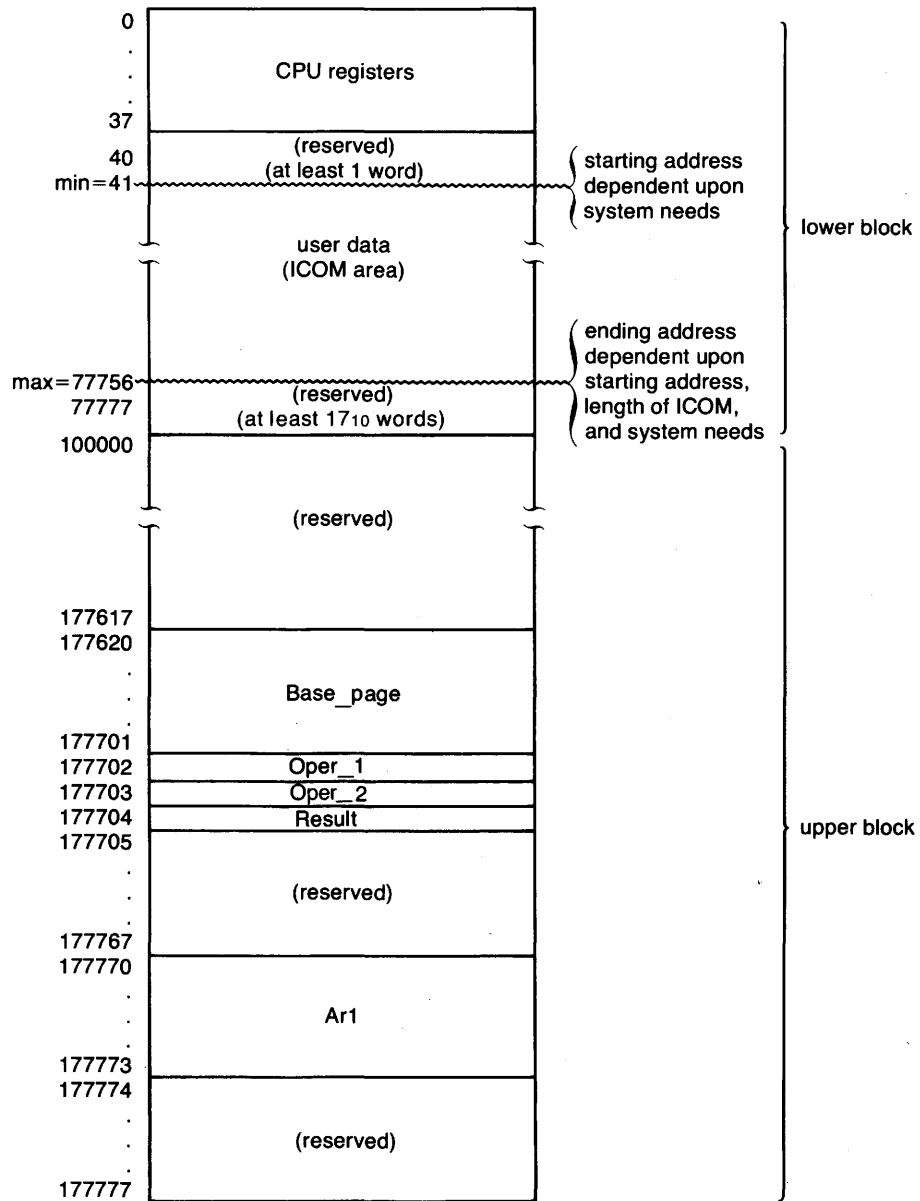 0
.
.
.
37
CPU registers
40
(reserved)
(at least 1 word)
min=41
starting address
dependent upon
system needs
user data
(ICOM area)
lower block
max=77756
77777
(reserved)
(at least 17₁₀ words)
ending address
dependent upon
starting address,
length of ICOM,
and system needs
100000
(reserved)
177617
177620
.
.
.
Base_page
177701
177702
Oper_1
177703
Oper_2
177704
Result
177705
upper block
.
.
.
(reserved)
177767
177770
.
.
.
Ar1
177773
177774
.
.
.
(reserved)
177777